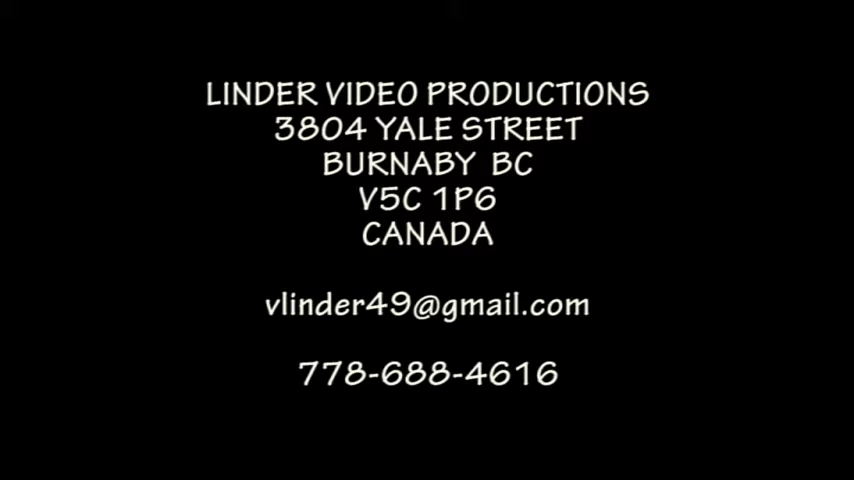 LINDER VIDEO PRODUCTIONS
3804 YALE STREET
BURNABY BC
V5C 1P6
CANADA
vlinder49@gmail.com
778-688-4616